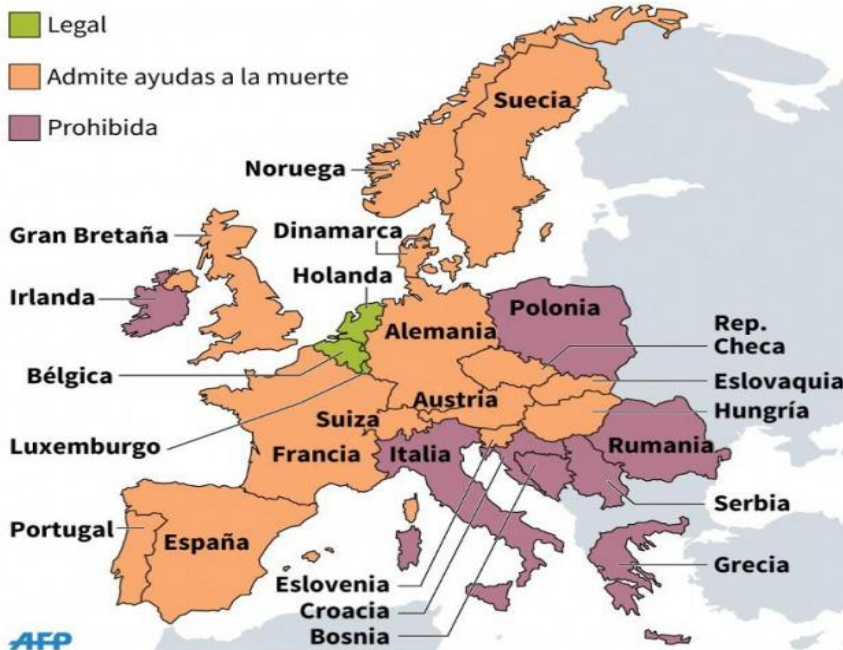 Legal
Admite ayudas a la muerte
Prohibida
Suecia
Noruega
Gran Bretaña
Dinamarca
Holanda
Irlanda
Polonia
Alemania
Rep.
Checa
Bélgica
Eslovaquia
Austria
Hungría
Suiza
Luxemburgo
Francia
Italia
Rumania
Serbia
Portugal
España
Grecia
Eslovenia
Croacia
Bosnia
AFP